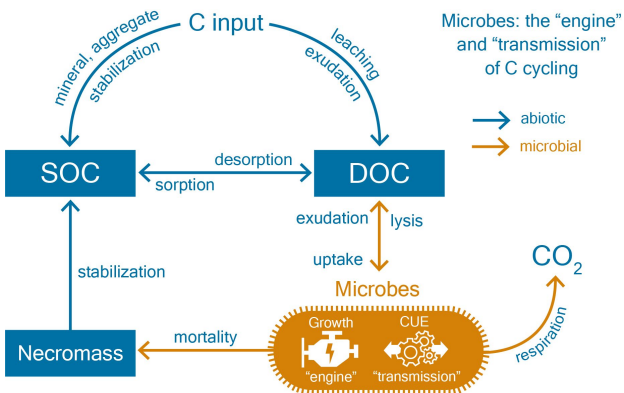 C input
Microbes: the “engine”
and “transmission”
of C cycling
mineral, aggregate
stabilization
leaching
exudation
abiotic
microbial
SOC
desorption
sorption
DOC
exudation
lysis
uptake
stabilization
CO2
Microbes
Growth
CUE
mortality
respiration
Necromass
“engine”
“transmission”